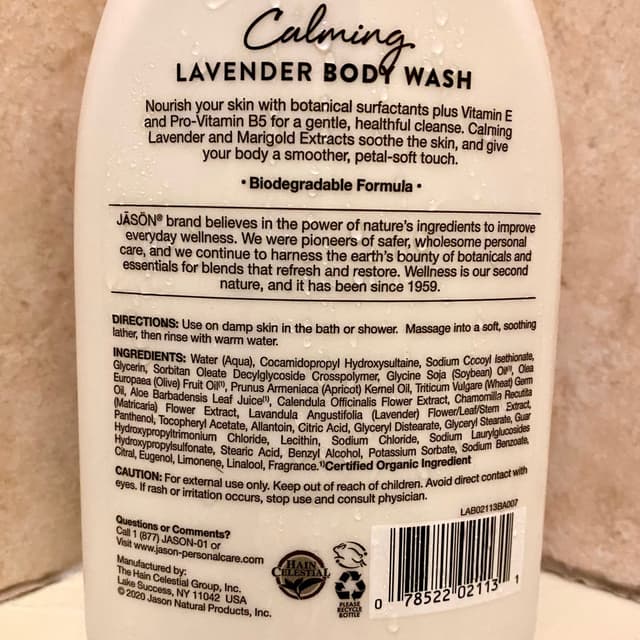 Calming
LAVENDER BODY WASH
Nourish your skin with botanical surfactants plus Vitamin E
and Pro-Vitamin B5 for a gentle, healthful cleanse. Calming
Lavender and Marigold Extracts soothe the skin, and give
your body a smoother, petal-soft touch.
• Biodegradable Formula •
JĀSÖN® brand believes in the power of nature's ingredients to improve
everyday wellness. We were pioneers of safer, wholesome personal
care, and we continue to harness the earth's bounty of botanicals and
essentials for blends that refresh and restore. Wellness is our second
nature, and it has been since 1959.
DIRECTIONS: Use on damp skin in the bath or shower. Massage into a soft, soothing
lather, then rinse with warm water.
INGREDIENTS: Water (Aqua), Cocamidopropyl Hydroxysultaine, Sodium Cocoyl Isethionate,
Glycerin, Sorbitan Oleate Decylglycoside Crosspolymer, Glycine Soja (Soybean) Oil⁽¹⁾, Olea
Europaea (Olive) Fruit Oil⁽¹⁾, Prunus Armeniaca (Apricot) Kernel Oil, Triticum Vulgare (Wheat) Germ
Oil, Aloe Barbadensis Leaf Juice⁽¹⁾, Calendula Officinalis Flower Extract, Chamomilla Recutita
(Matricaria) Flower Extract, Lavandula Angustifolia (Lavender) Flower/Leaf/Stem Extract,
Panthenol, Tocopheryl Acetate, Allantoin, Citric Acid, Glyceryl Distearate, Glyceryl Stearate, Guar
Hydroxypropyltrimonium Chloride, Lecithin, Sodium Chloride, Sodium Laurylglucosides
Hydroxypropylsulfonate, Stearic Acid, Benzyl Alcohol, Potassium Sorbate, Sodium Benzoate,
Citral, Eugenol, Limonene, Linalool, Fragrance. ¹⁾Certified Organic Ingredient
CAUTION: For external use only. Keep out of reach of children. Avoid direct contact with
eyes. If rash or irritation occurs, stop use and consult physician.
LAB02113BA007
Questions or Comments?
Call 1 (877) JASON-01 or
Visit www.jason-personalcare.com
Manufactured by:
The Hain Celestial Group, Inc.
Lake Success, NY 11042 USA
© 2020 Jason Natural Products, Inc.
HAIN
CELESTIAL
PLEASE
RECYCLE
BOTTLE
0 78522 02113 1